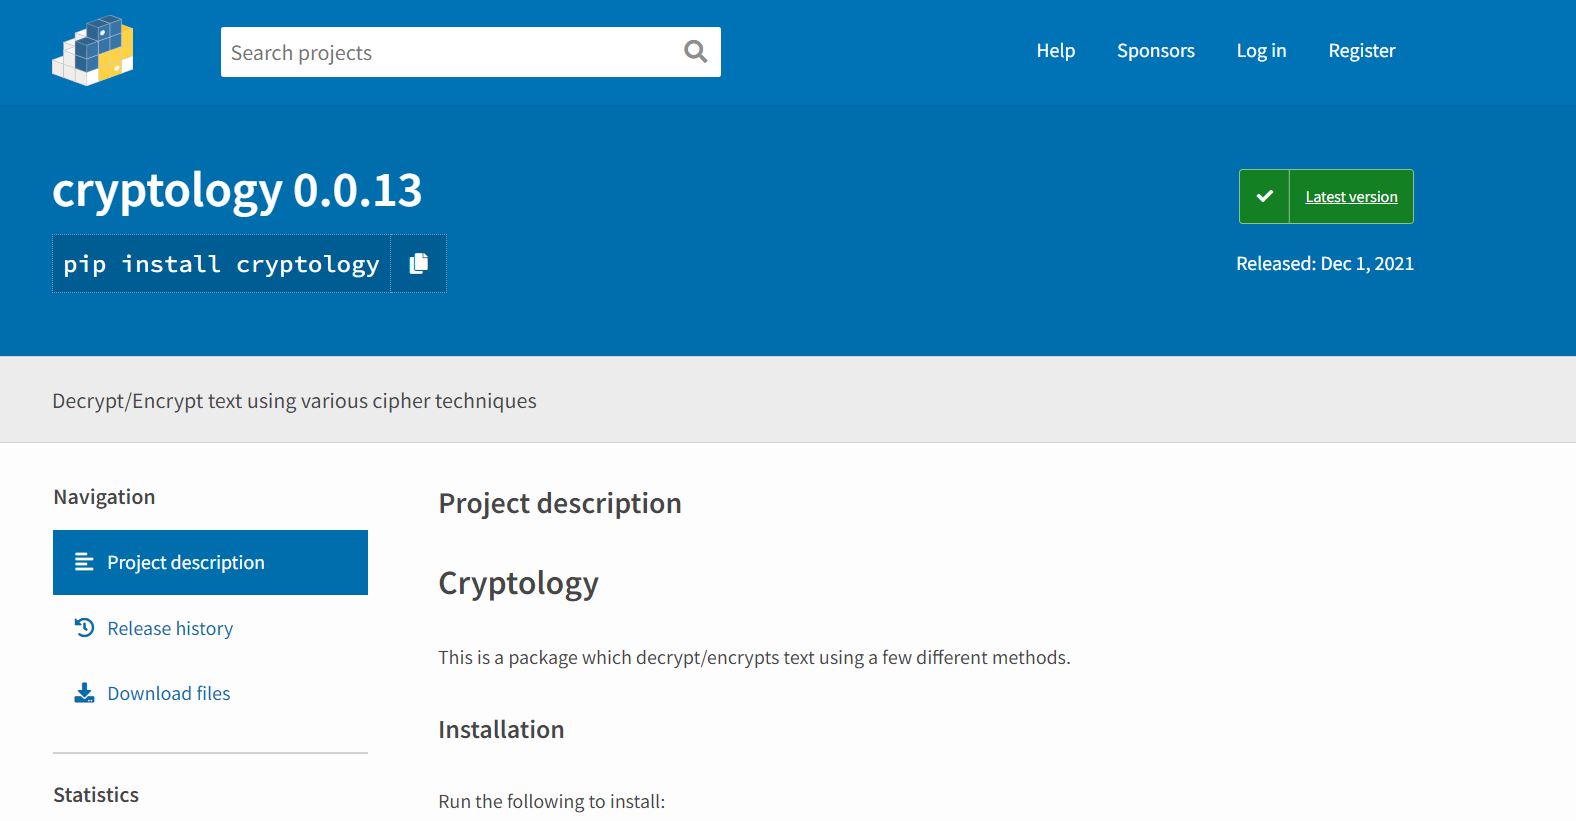 Search projects
Help
Sponsors
Log in
Register
cryptology 0.0.13
pip install cryptology
Latest version
Released: Dec 1, 2021
Decrypt/Encrypt text using various cipher techniques
Navigation
Project description
Release history
Download files
Statistics
Project description
Cryptology
This is a package which decrypt/encrypts text using a few different methods.
Installation
Run the following to install: